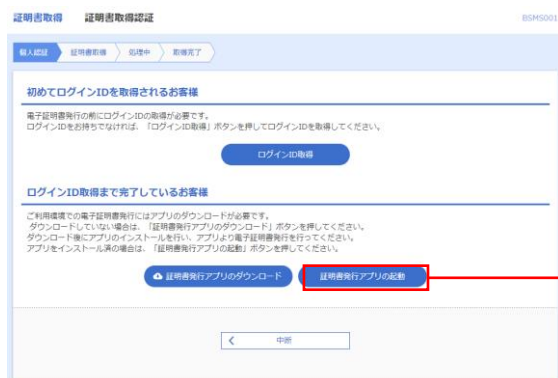 証明書取得 証明書取得認証 BSMS001
個人認証 証明書取得 処理中 取得完了
初めてログインIDを取得されるお客様
電子証明書発行の前にログインIDの取得が必要です。
ログインIDをお持ちでなければ、「ログインID取得」ボタンを押してログインIDを取得してください。
ログインID取得
ログインID取得まで完了しているお客様
ご利用環境での電子証明書発行にはアプリのダウンロードが必要です。
ダウンロードしていない場合は、「証明書発行アプリのダウンロード」ボタンを押してください。
ダウンロード後にアプリのインストールを行い、アプリより電子証明書発行を行ってください。
アプリをインストール済の場合は、「証明書発行アプリの起動」ボタンを押してください。
証明書発行アプリのダウンロード 証明書発行アプリの起動
中断